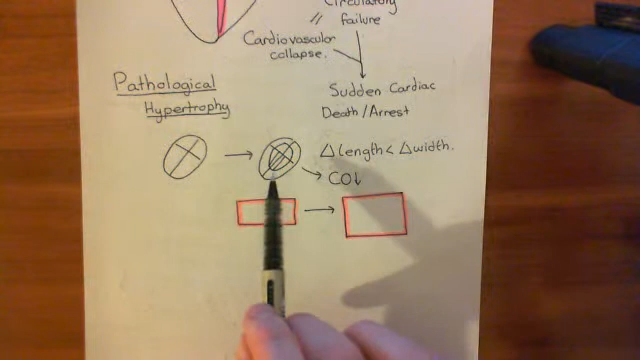 Circulatory
failure
Cardiovascular
collapse.
Sudden Cardiac
Death/Arrest
Pathological
Hypertrophy
Δ length < Δ width.
CO↓